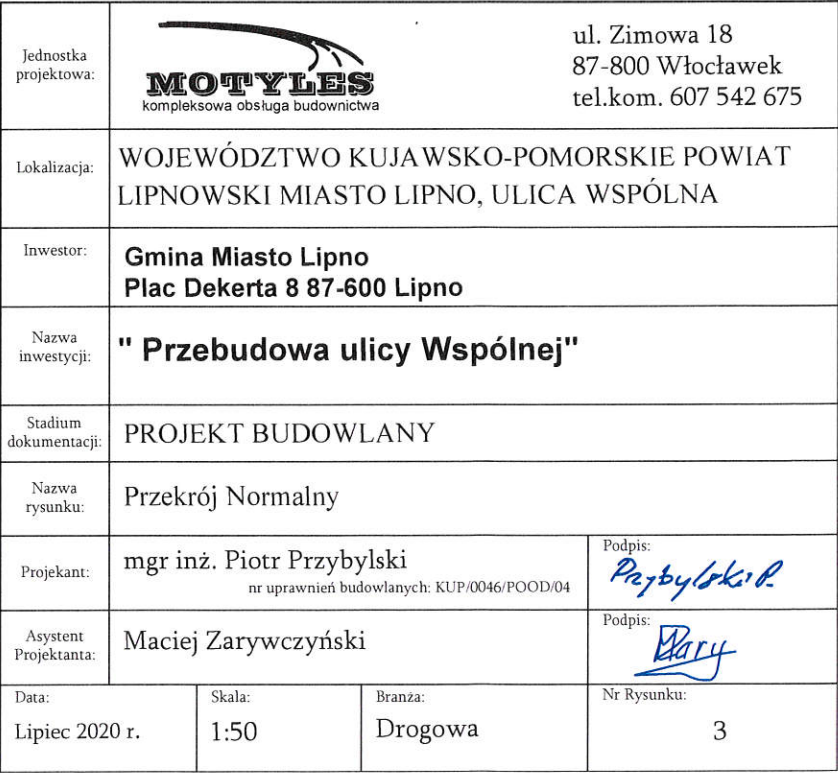 Jednostka
projektowa:
MOTYLES
kompleksowa obsługa budownictwa
ul. Zimowa 18
87-800 Włocławek
tel.kom. 607 542 675
Lokalizacja:
WOJEWÓDZTWO KUJAWSKO-POMORSKIE POWIAT
LIPNOWSKI MIASTO LIPNO, ULICA WSPÓLNA
Inwestor:
Gmina Miasto Lipno
Plac Dekerta 8 87-600 Lipno
Nazwa
inwestycji:
" Przebudowa ulicy Wspólnej"
Stadium
dokumentacji:
PROJEKT BUDOWLANY
Nazwa
rysunku:
Przekrój Normalny
Projekant:
mgr inż. Piotr Przybylski
nr uprawnień budowlanych: KUP/0046/POOD/04
Podpis:
Przybylski P.
Asystent
Projektanta:
Maciej Zarywczyński
Podpis:
MZary
Data:
Lipiec 2020 r.
Skala:
1:50
Branża:
Drogowa
Nr Rysunku:
3